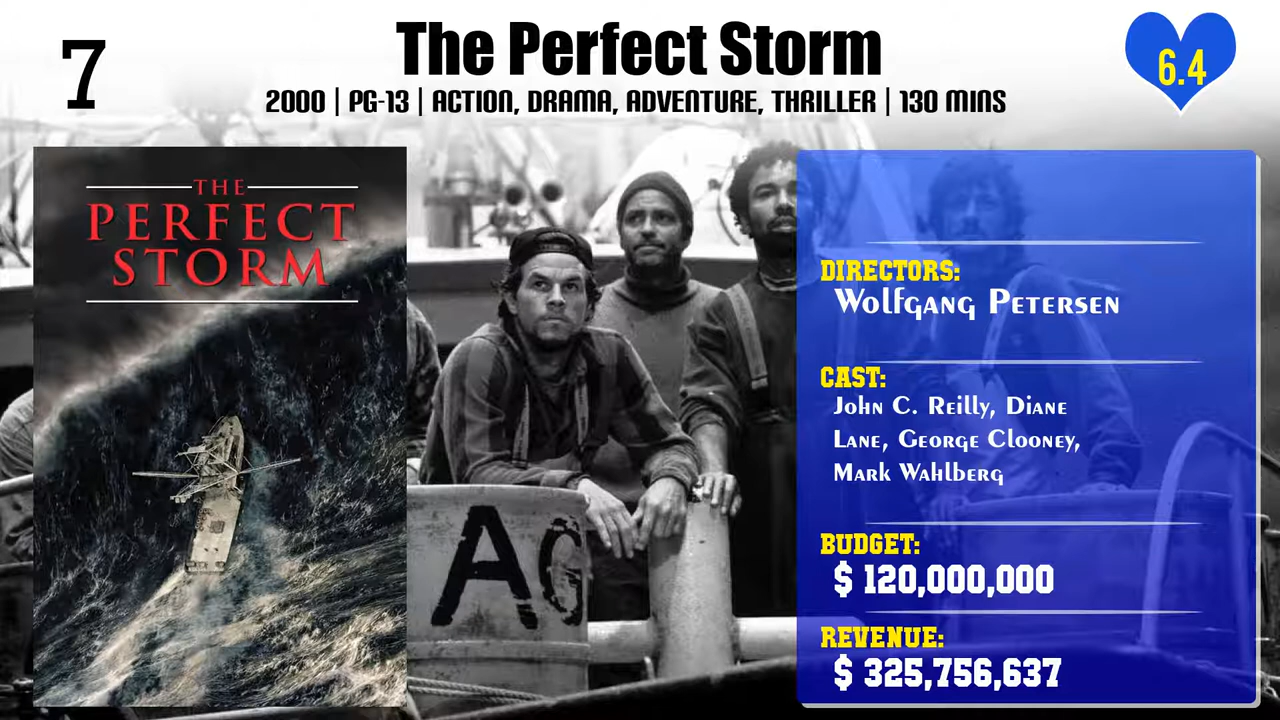 7
The Perfect Storm
2000 | PG-13 | ACTION, DRAMA, ADVENTURE, THRILLER | 130 MINS
6.4
THE
PERFECT
STORM
AG
DIRECTORS:
Wolfgang Petersen
CAST:
John C. Reilly, Diane
Lane, George Clooney,
Mark Wahlberg
BUDGET:
$ 120,000,000
REVENUE:
$ 325,756,637